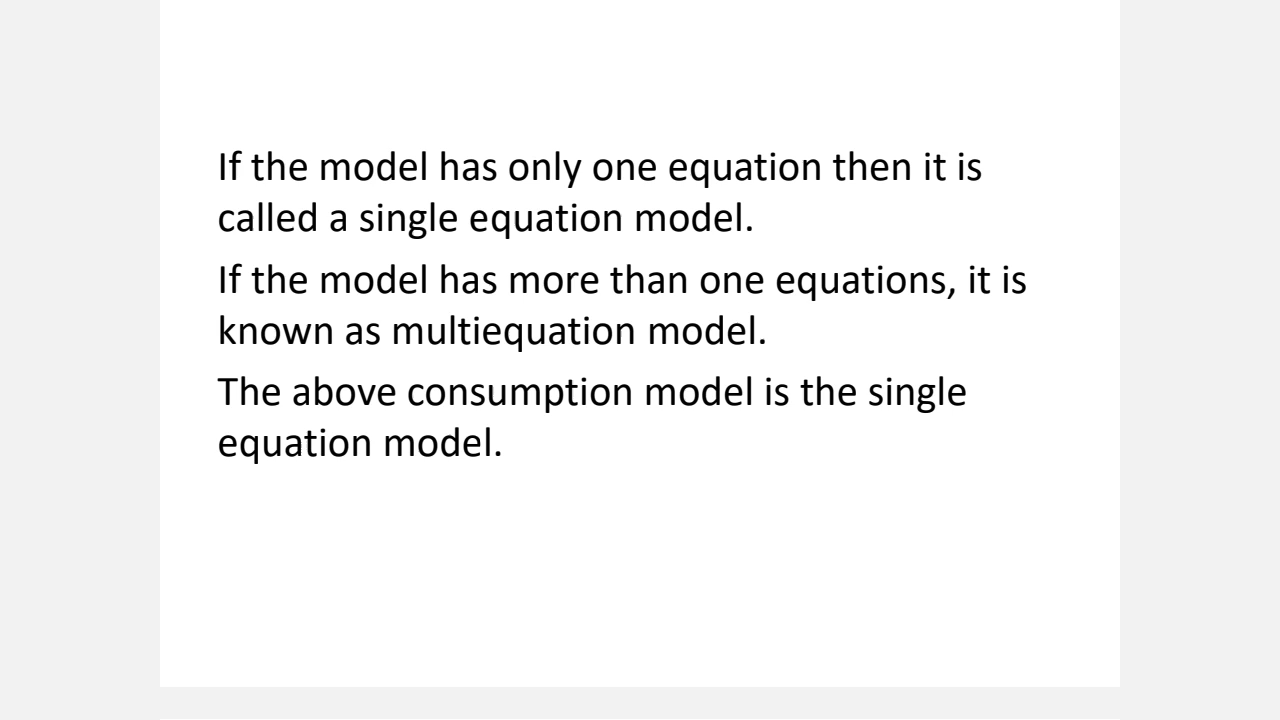 If the model has only one equation then it is
called a single equation model.
If the model has more than one equations, it is
known as multiequation model.
The above consumption model is the single
equation model.